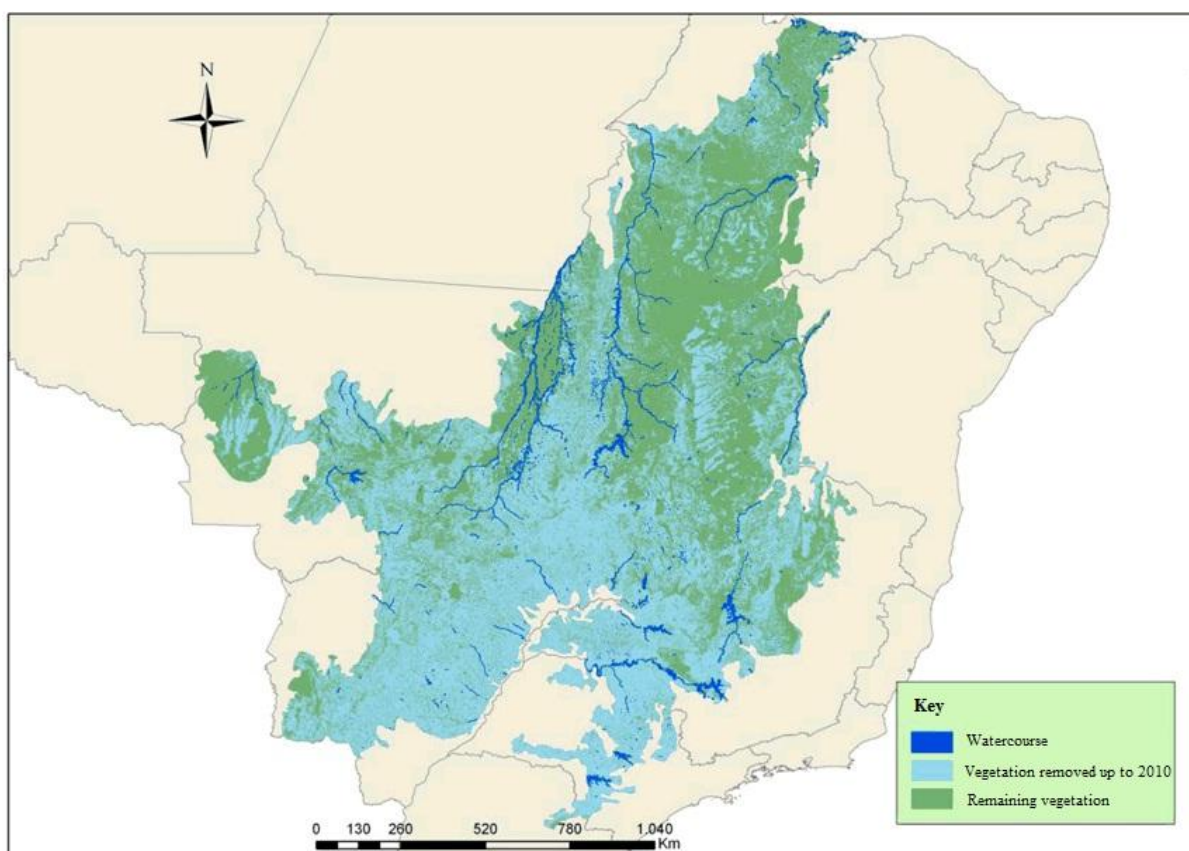 N
Key
Watercourse
Vegetation removed up to 2010
Remaining vegetation
0 130 260 520 780 1.040
Km